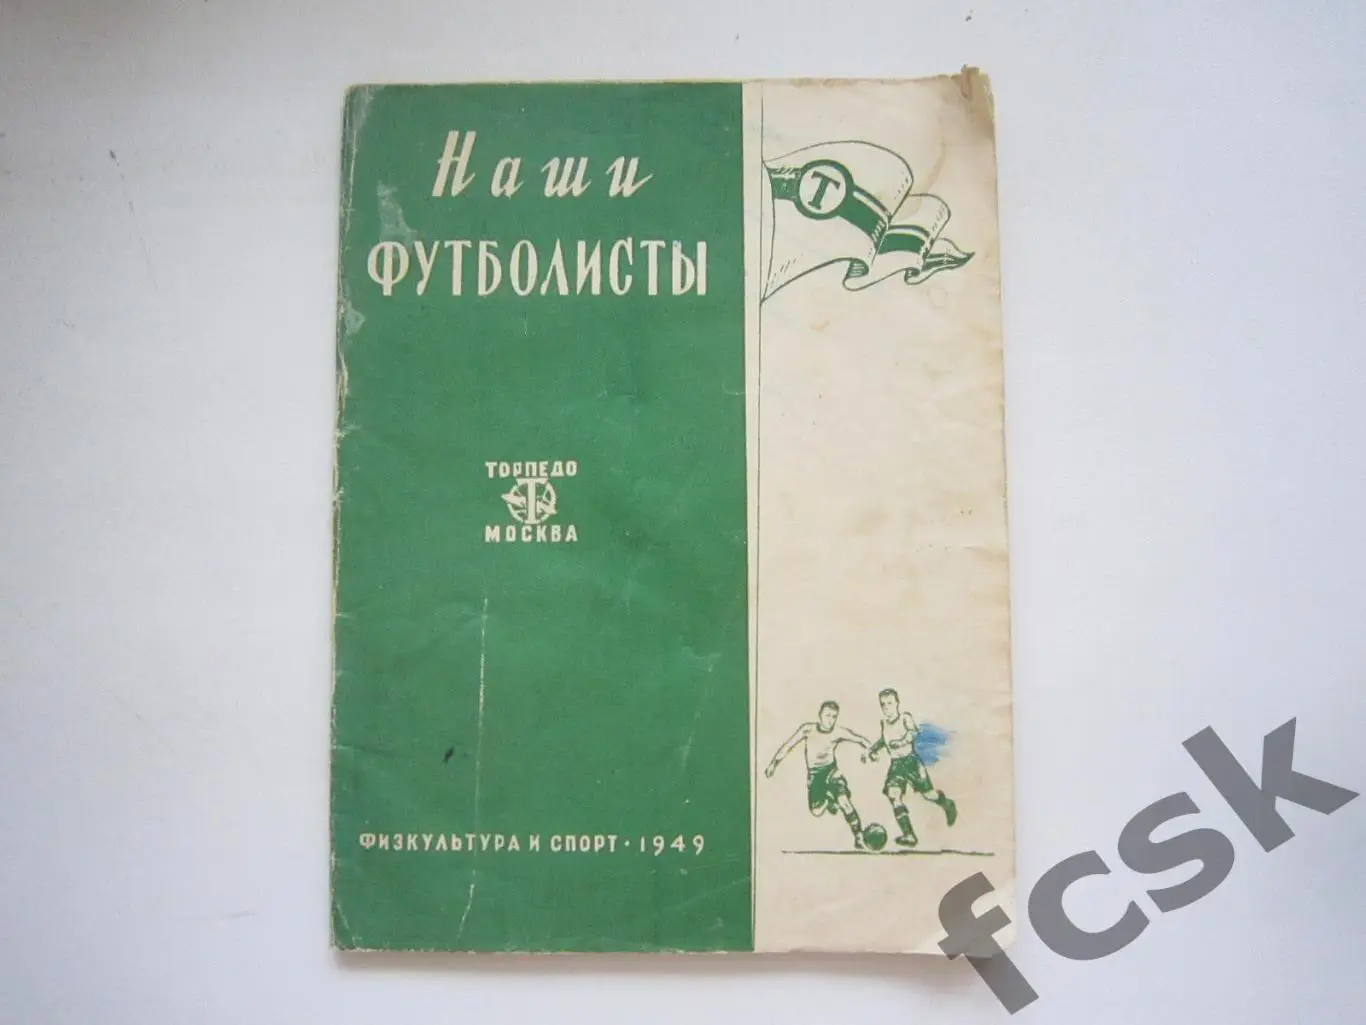 Наши
ФУТБОЛИСТЫ
Т
ТОРПЕДО
Т
МОСКВА
ФИЗКУЛЬТУРА И СПОРТ · 1949
fcsk